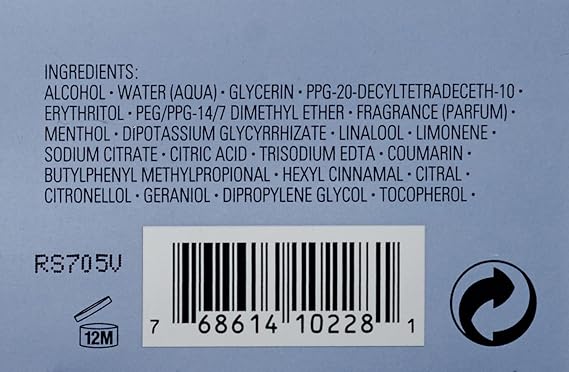 INGREDIENTS:
ALCOHOL · WATER (AQUA) · GLYCERIN · PPG-20-DECYLTETRADECETH-10 ·
ERYTHRITOL · PEG/PPG-14/7 DIMETHYL ETHER · FRAGRANCE (PARFUM) ·
MENTHOL · DiPOTASSIUM GLYCYRRHIZATE · LINALOOL · LIMONENE ·
SODIUM CITRATE · CITRIC ACID · TRISODIUM EDTA · COUMARIN ·
BUTYLPHENYL METHYLPROPIONAL · HEXYL CINNAMAL · CITRAL ·
CITRONELLOL · GERANIOL · DIPROPYLENE GLYCOL · TOCOPHEROL ·
RS705V
12M
7 68614 10228 1